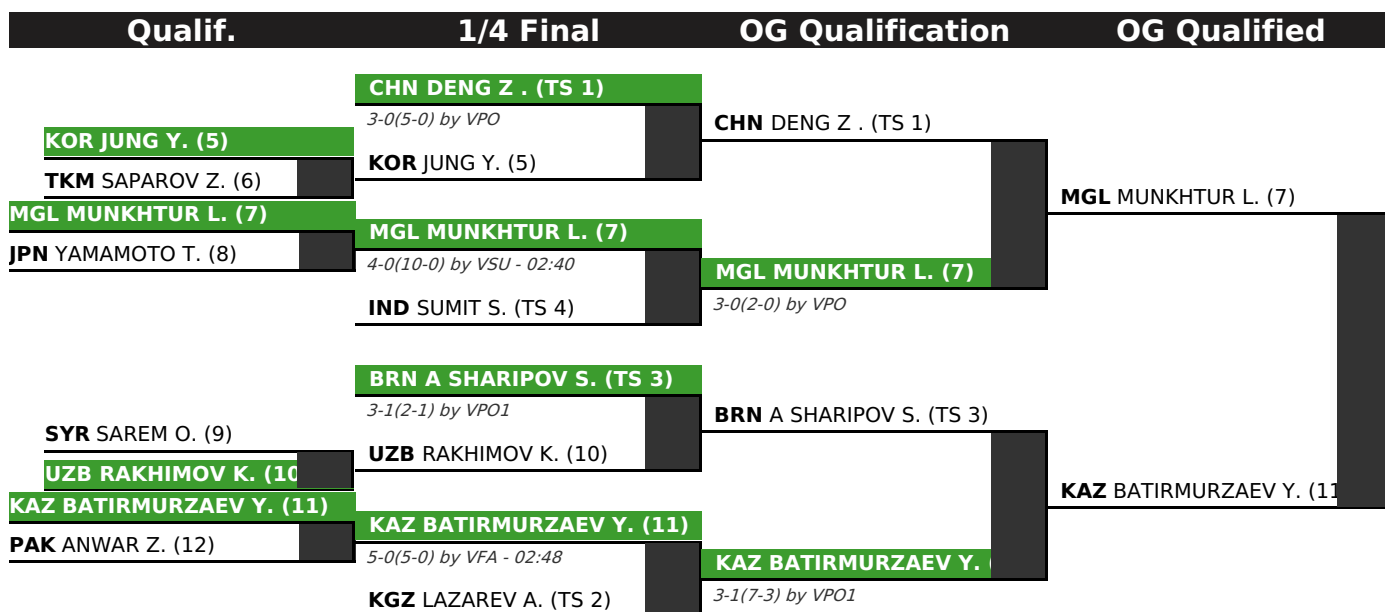 Qualif.
1/4 Final
OG Qualification
OG Qualified
KOR JUNG Y. (5)
TKM SAPAROV Z. (6)
MGL MUNKHTUR L. (7)
JPN YAMAMOTO T. (8)
SYR SAREM O. (9)
UZB RAKHIMOV K. (10
KAZ BATIRMURZAEV Y. (11)
PAK ANWAR Z. (12)
CHN DENG Z . (TS 1)
3-0(5-0) by VPO
KOR JUNG Y. (5)
MGL MUNKHTUR L. (7)
4-0(10-0) by VSU - 02:40
IND SUMIT S. (TS 4)
BRN A SHARIPOV S. (TS 3)
3-1(2-1) by VPO1
UZB RAKHIMOV K. (10)
KAZ BATIRMURZAEV Y. (11)
5-0(5-0) by VFA - 02:48
KGZ LAZAREV A. (TS 2)
CHN DENG Z . (TS 1)
MGL MUNKHTUR L. (7)
3-0(2-0) by VPO
BRN A SHARIPOV S. (TS 3)
KAZ BATIRMURZAEV Y. (
3-1(7-3) by VPO1
MGL MUNKHTUR L. (7)
KAZ BATIRMURZAEV Y. (11